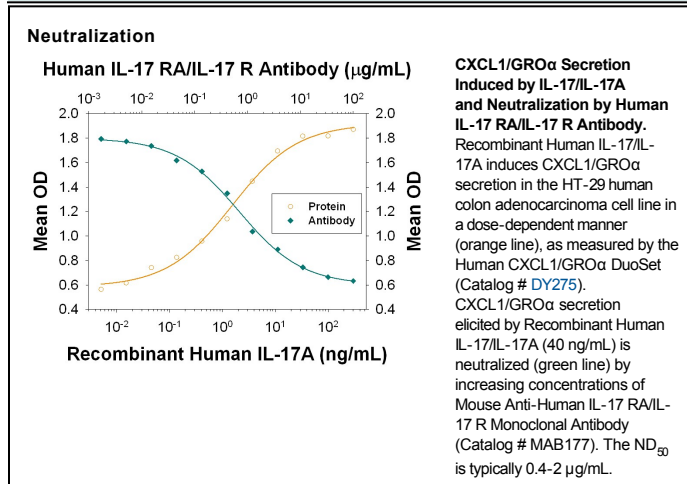 Neutralization
Human IL-17 RA/IL-17 R Antibody (µg/mL)
10⁻³ 10⁻² 10⁻¹ 10⁰ 10¹ 10²
2.0 2.0
1.8 1.8
1.6 1.6
1.4 1.4
1.2 1.2
1.0 1.0
0.8 0.8
0.6 0.6
0.4 0.4
Mean OD
Mean OD
Protein
Antibody
10⁻² 10⁻¹ 10⁰ 10¹ 10²
Recombinant Human IL-17A (ng/mL)
CXCL1/GROα Secretion
Induced by IL-17/IL-17A
and Neutralization by Human
IL-17 RA/IL-17 R Antibody.
Recombinant Human IL-17/IL-
17A induces CXCL1/GROα
secretion in the HT-29 human
colon adenocarcinoma cell line in
a dose-dependent manner
(orange line), as measured by the
Human CXCL1/GROα DuoSet
(Catalog # DY275).
CXCL1/GROα secretion
elicited by Recombinant Human
IL-17/IL-17A (40 ng/mL) is
neutralized (green line) by
increasing concentrations of
Mouse Anti-Human IL-17 RA/IL-
17 R Monoclonal Antibody
(Catalog # MAB177). The ND₅₀
is typically 0.4-2 µg/mL.